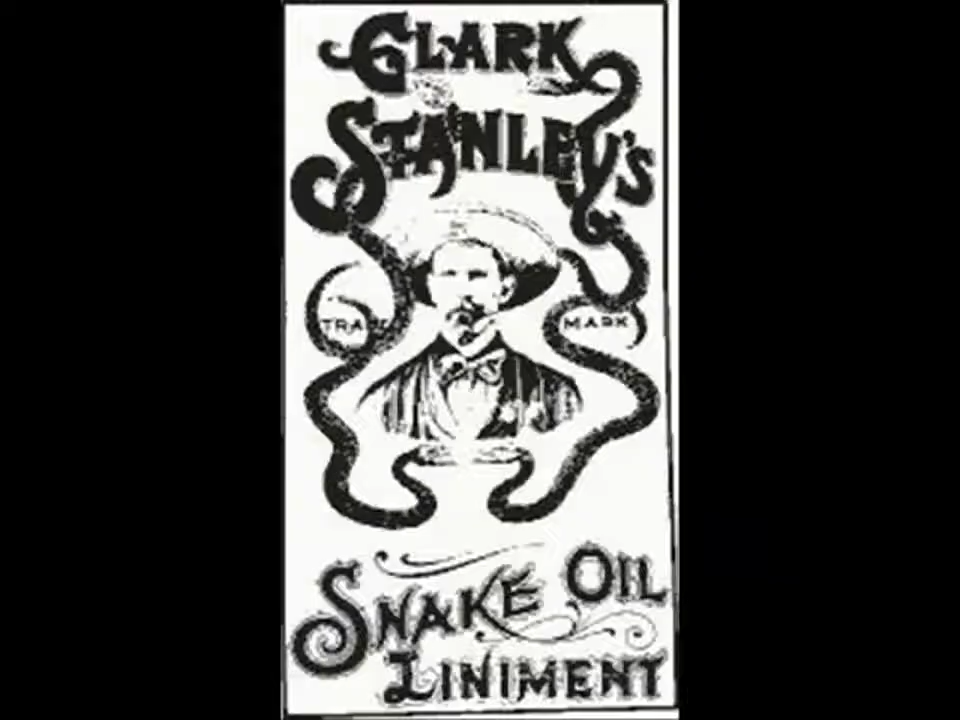 CLARK
STANLEY'S
TRADE MARK
SNAKE OIL
LINIMENT